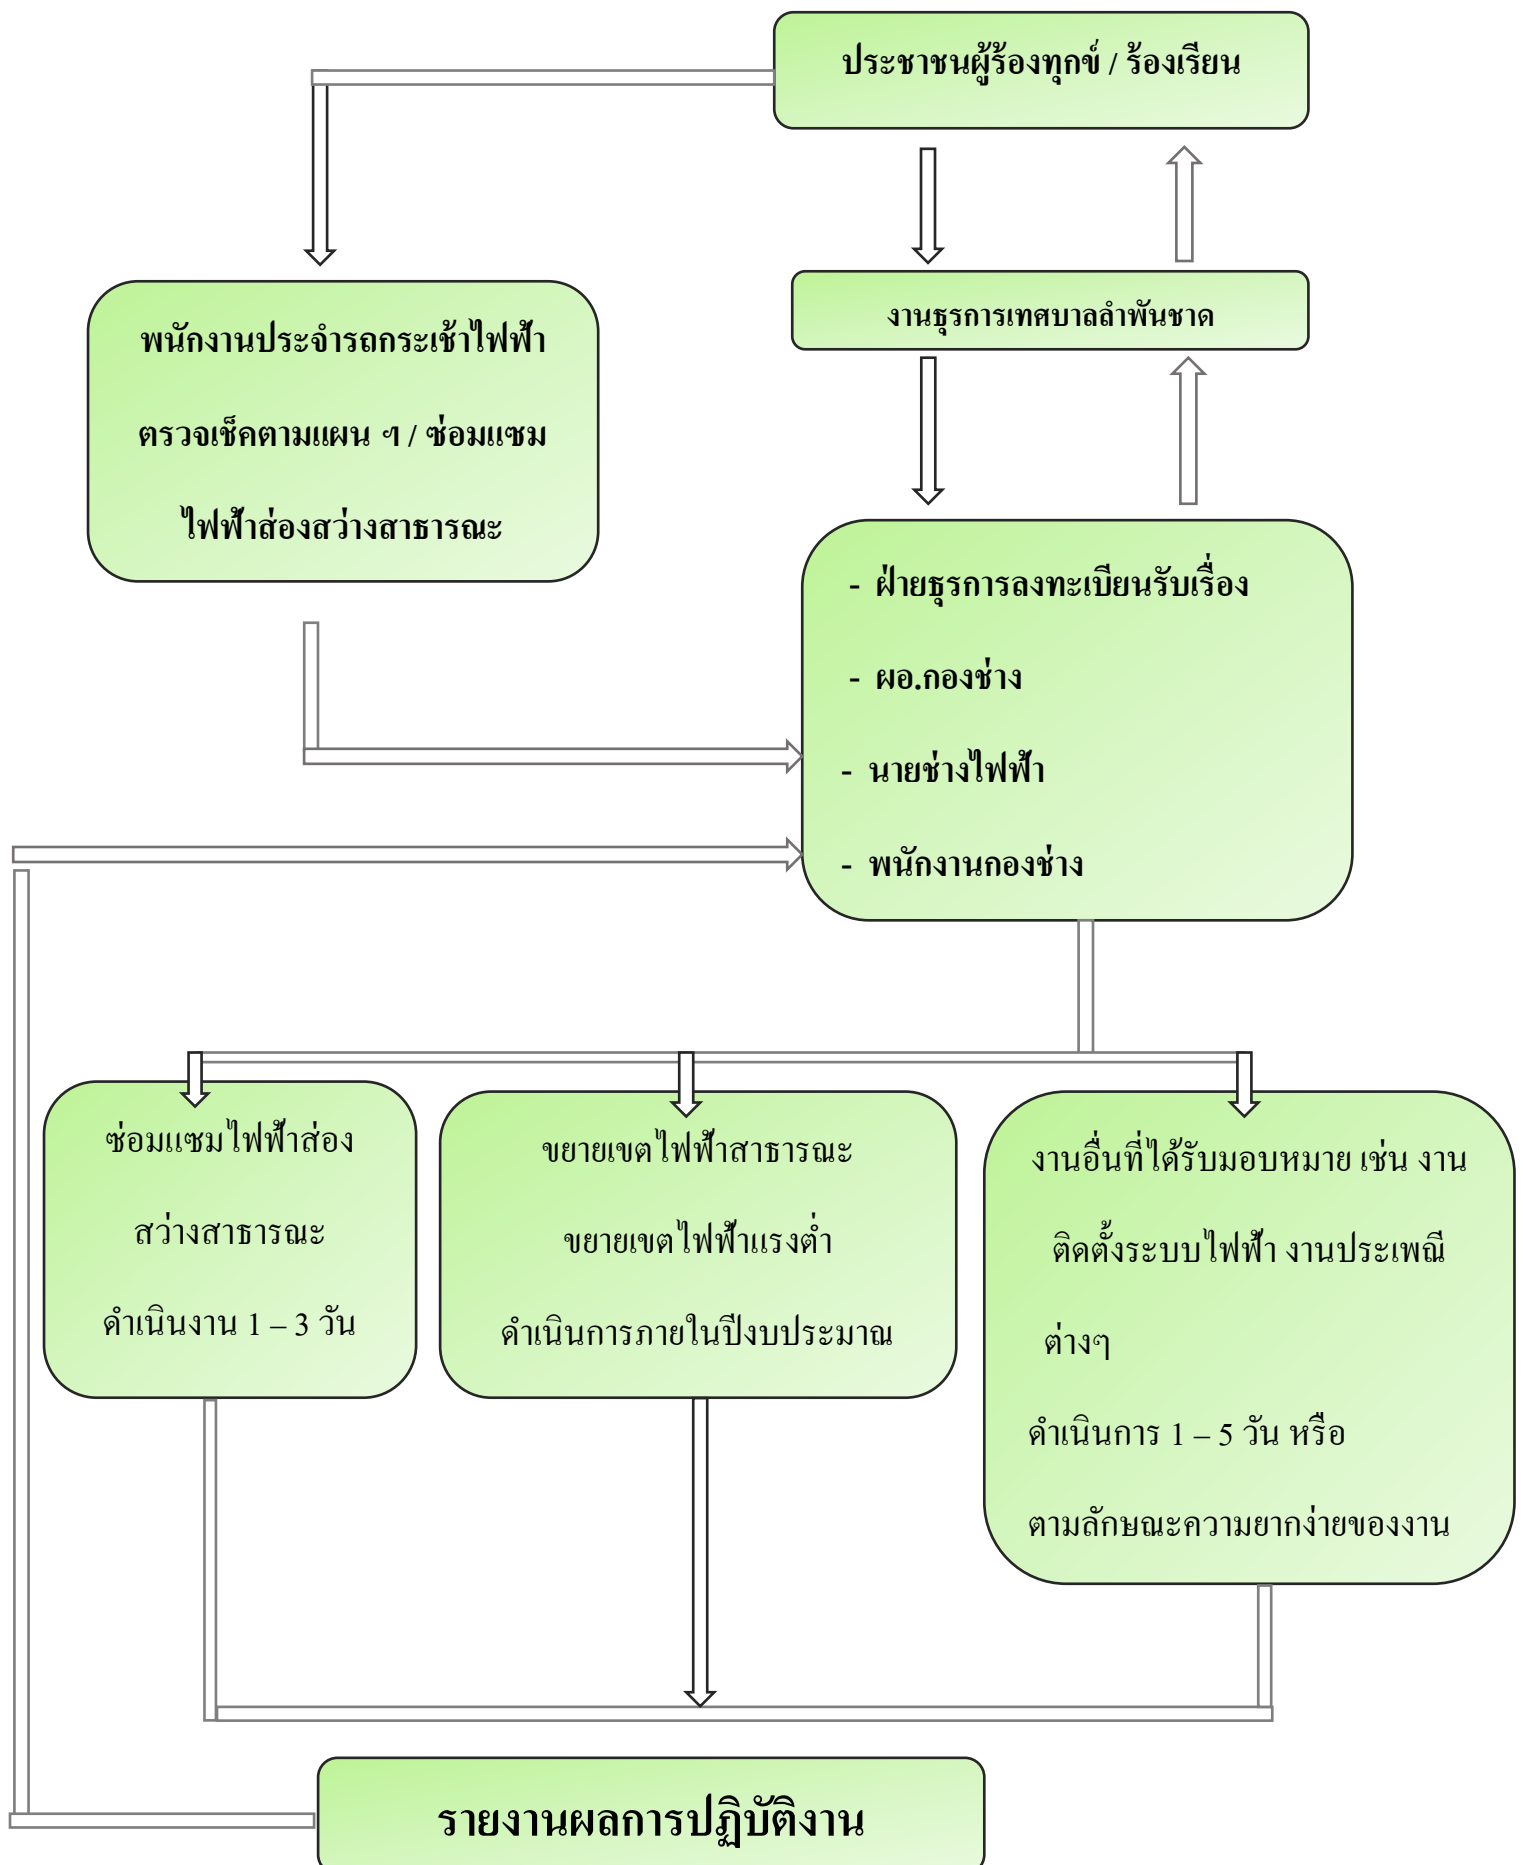 ประชาชนผู้ร้องทุกข์ / ร้องเรียน
งานธุรการเทศบาลลำพันชาด
พนักงานประจำรถกระเช้าไฟฟ้า
ตรวจเช็คตามแผน ฯ / ซ่อมแซม
ไฟฟ้าส่องสว่างสาธารณะ
- ฝ่ายธุรการลงทะเบียนรับเรื่อง
- ผอ.กองช่าง
- นายช่างไฟฟ้า
- พนักงานกองช่าง
ซ่อมแซมไฟฟ้าส่อง
สว่างสาธารณะ
ดำเนินงาน 1 – 3 วัน
ขยายเขตไฟฟ้าสาธารณะ
ขยายเขตไฟฟ้าแรงต่ำ
ดำเนินการภายในปีงบประมาณ
งานอื่นที่ได้รับมอบหมาย เช่น งาน
ติดตั้งระบบไฟฟ้า งานประเพณี
ต่างๆ
ดำเนินการ 1 – 5 วัน หรือ
ตามลักษณะความยากง่ายของงาน
รายงานผลการปฏิบัติงาน